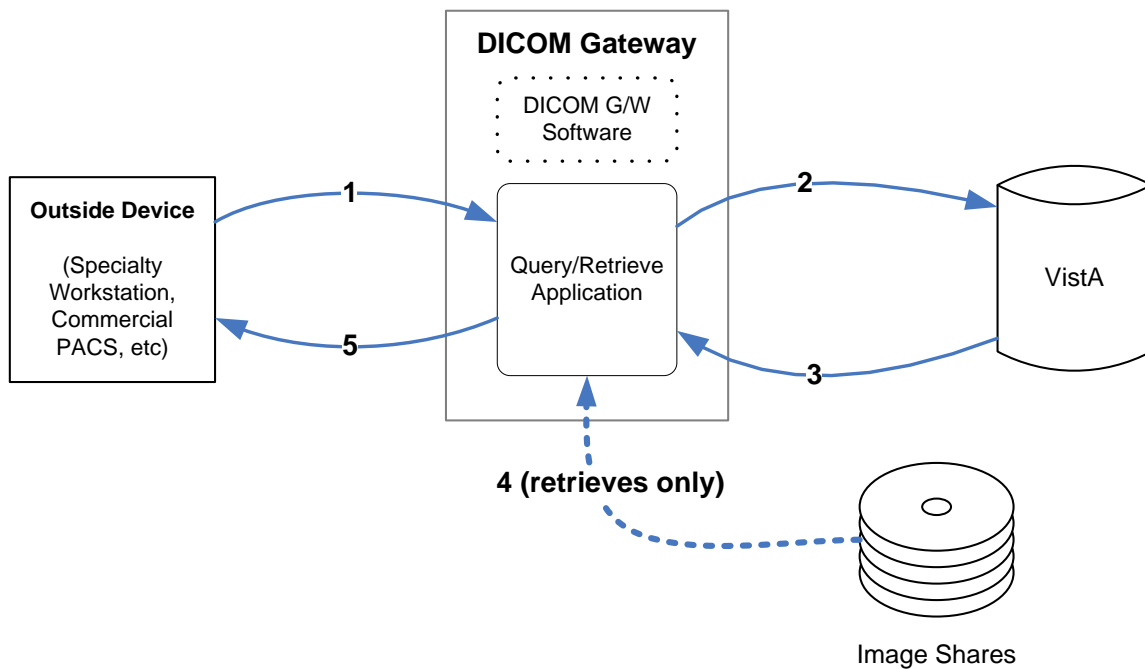 DICOM Gateway
DICOM G/W
Software
1
2
Outside Device
(Specialty
Workstation,
Commercial
PACS, etc)
Query/Retrieve
Application
VistA
5
3
4 (retrieves only)
Image Shares